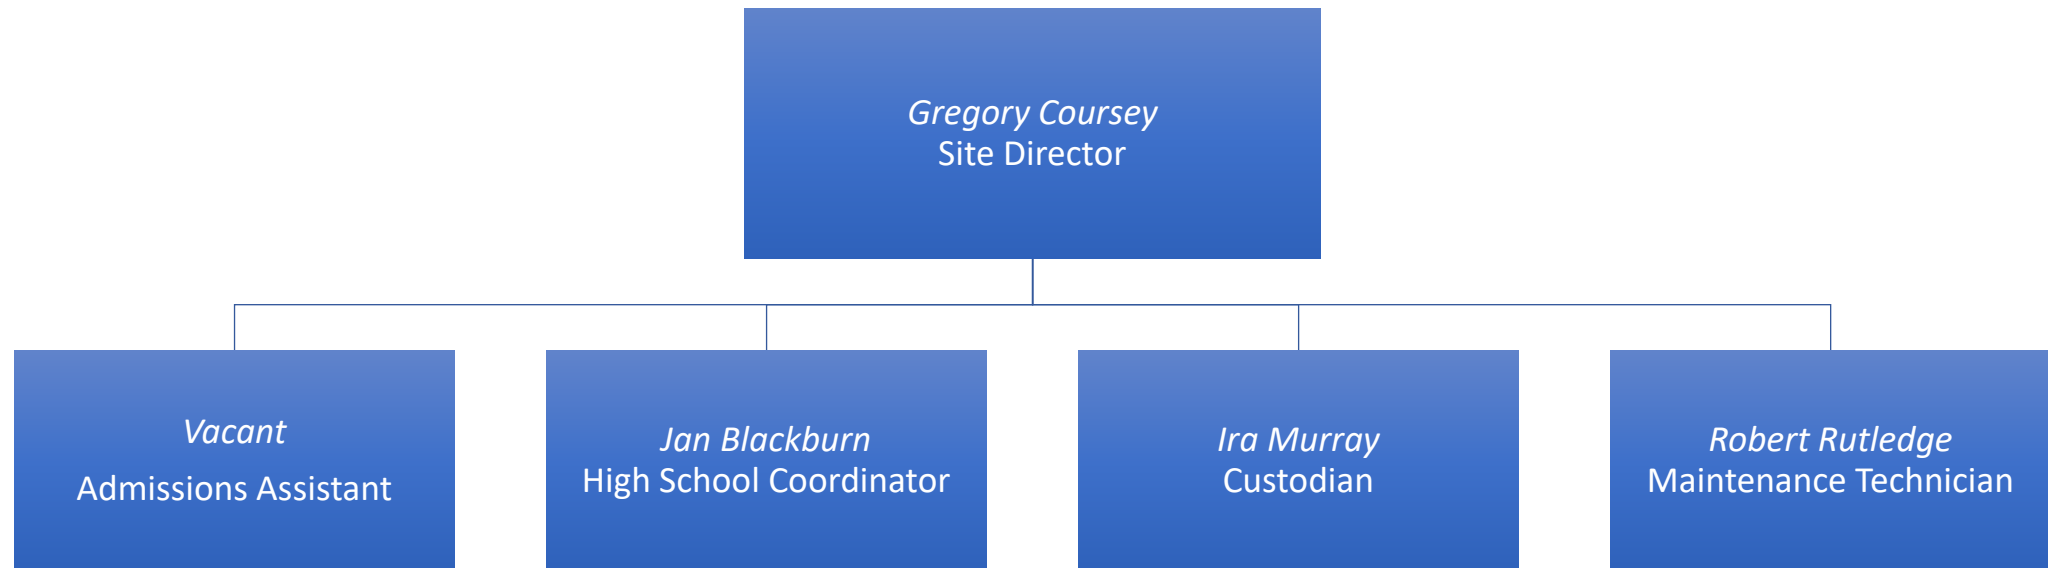 Gregory Coursey
Site Director
Vacant
Admissions Assistant
Jan Blackburn
High School Coordinator
Ira Murray
Custodian
Robert Rutledge
Maintenance Technician